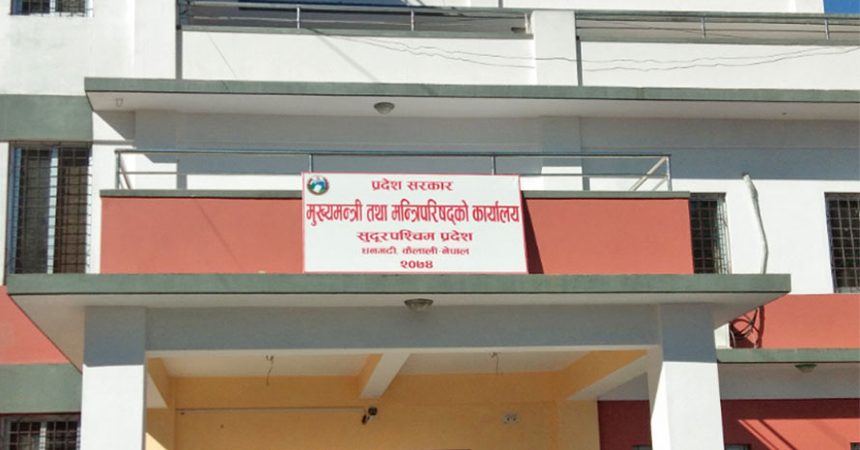 प्रदेश सरकार
मुख्यमन्त्री तथा मन्त्रिपरिषद्को कार्यालय
सुदूरपश्चिम प्रदेश
धनगढी, कैलाली-नेपाल
२०७४